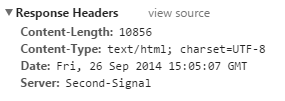 Response Headers view source
Content-Length: 10856
Content-Type: text/html; charset=UTF-8
Date: Fri, 26 Sep 2014 15:05:07 GMT
Server: Second-Signal